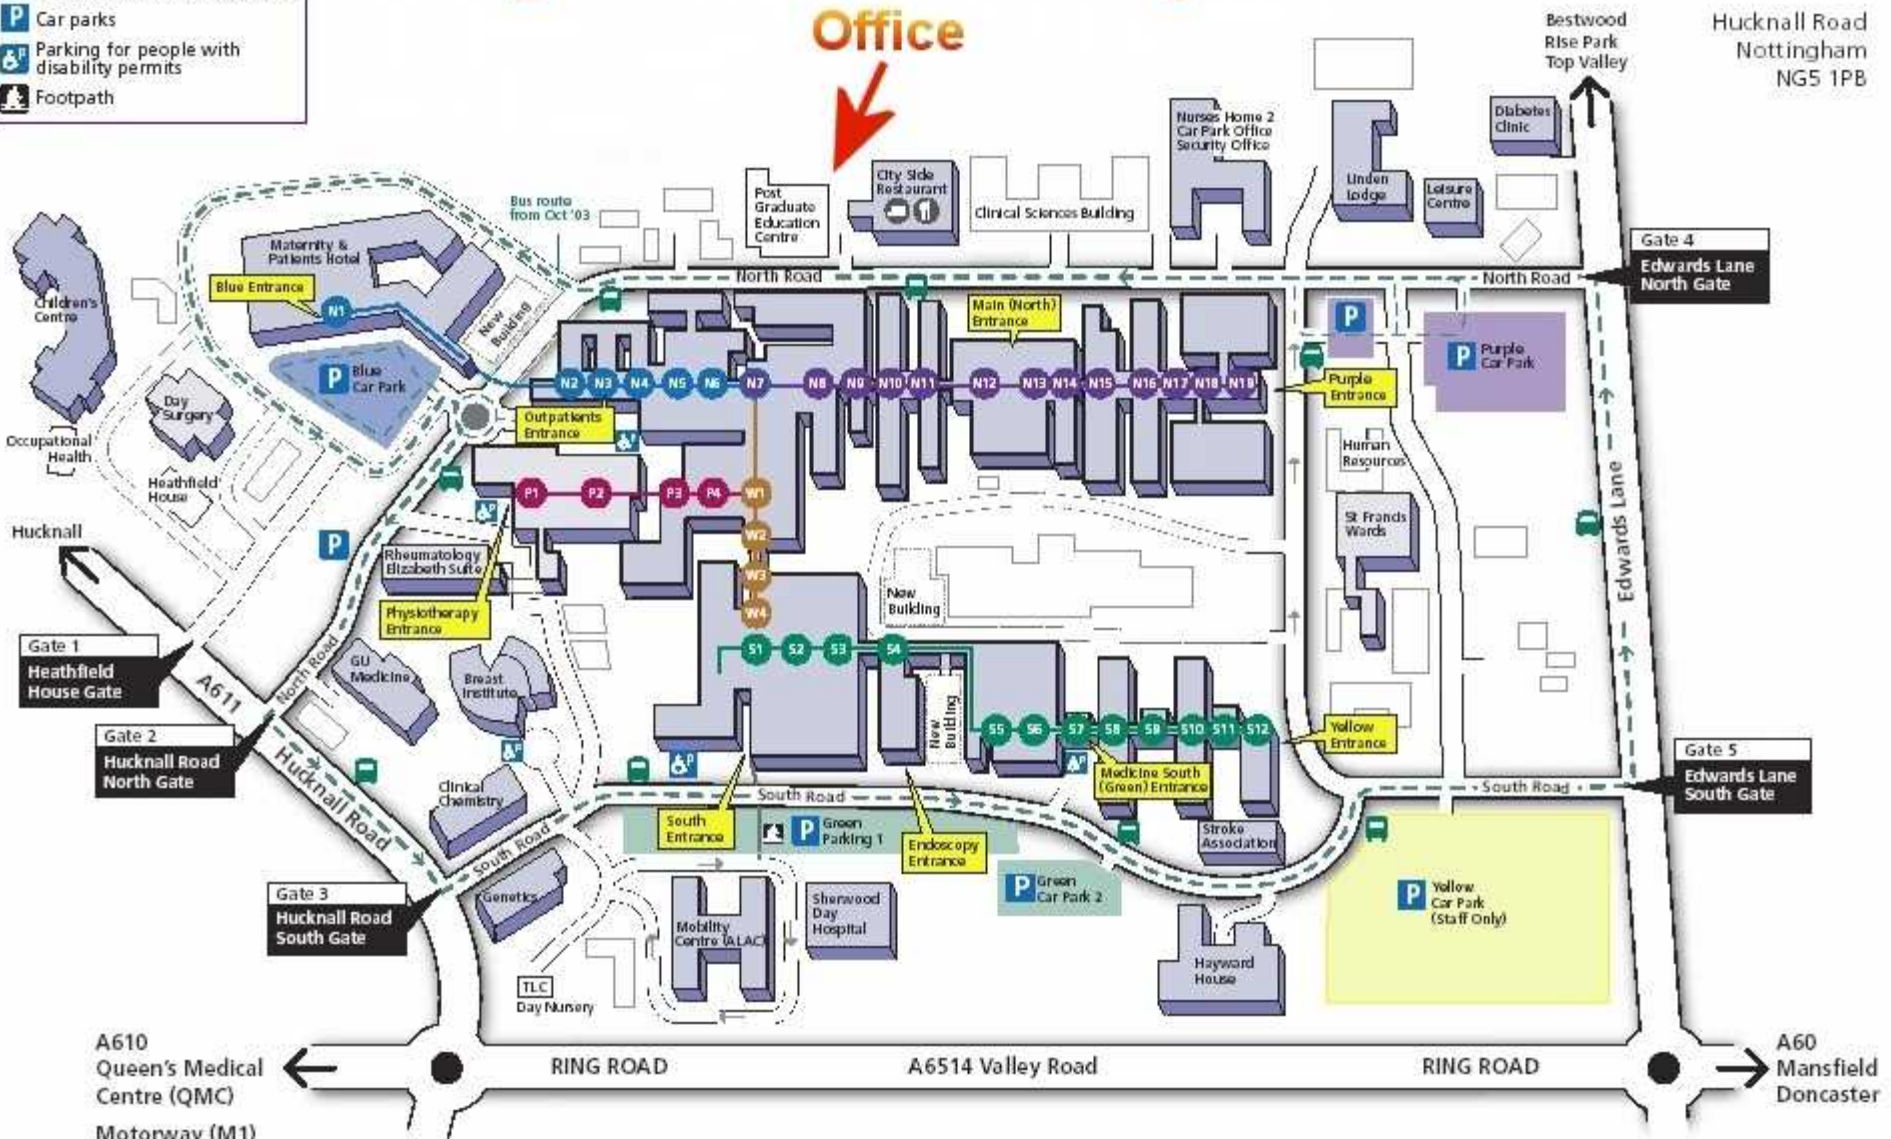 P Car parks
P Parking for people with
disability permits
Footpath
Office
Bestwood
Rise Park
Top Valley
Hucknall Road
Nottingham
NG5 1PB
Nurses Home 2
Car Park Office
Security Office
Diabetes
Clinic
Linden
Lodge
Leisure
Centre
City Side
Restaurant
Clinical Sciences Building
Post
Graduate
Education
Centre
Bus route
from Oct '03
Maternity &
Patients Hotel
Blue Entrance
N1
New
Building
Children's
Centre
P Blue
Car Park
Day
Surgery
Occupational
Health
Heathfield
House
North Road
North Road
Gate 4
Edwards Lane
North Gate
Main (North)
Entrance
P
P Purple
Car Park
Purple
Entrance
N2 N3 N4 N5 N6 N7 N8 N9 N10 N11 N12 N13 N14 N15 N16 N17 N18 N19
Outpatients
Entrance
P
Human
Resources
P1 P2 P3 P4 W1
W2
W3
W4
P
P
St Francis
Wards
Edwards Lane
Hucknall
Rheumatology
Elizabeth Suite
Physiotherapy
Entrance
New
Building
Gate 1
Heathfield
House Gate
A611
North Road
GU
Medicine
Breast
Institute
S1 S2 S3 S4
New
Building
S5 S6 S7 S8 S9 S10 S11 S12
Yellow
Entrance
Gate 2
Hucknall Road
North Gate
Hucknall Road
P
P
P
Medicine South
(Green) Entrance
Gate 5
Edwards Lane
South Gate
Clinical
Chemistry
South Road
South Road
South Road
South
Entrance
P Green
Parking 1
Endoscopy
Entrance
Stroke
Association
Gate 3
Hucknall Road
South Gate
Genetics
P Green
Car Park 2
P Yellow
Car Park
(Staff Only)
Mobility
Centre (ALAC)
Sherwood
Day
Hospital
Hayward
House
TLC
Day Nursery
A610
Queen's Medical
Centre (QMC)
Motorway (M1)
RING ROAD
A6514 Valley Road
RING ROAD
A60
Mansfield
Doncaster